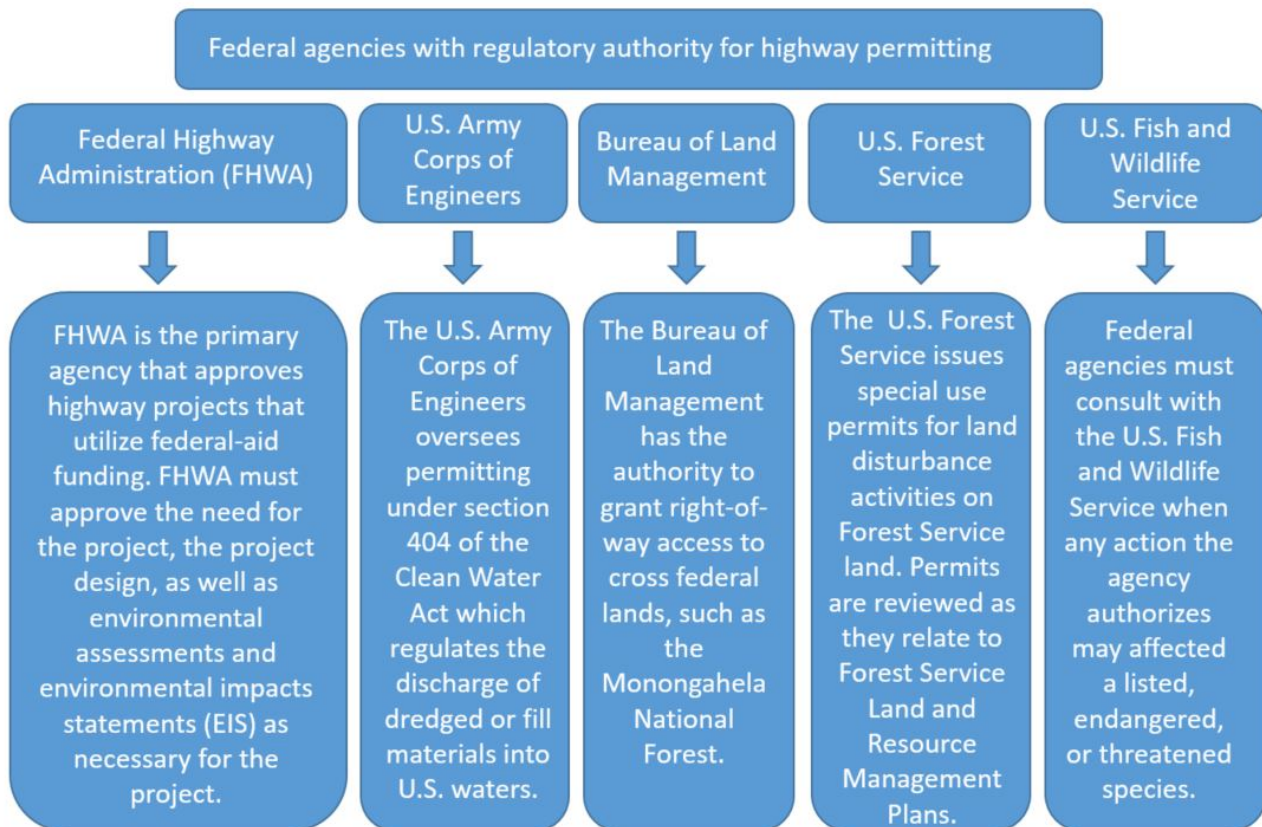 Federal agencies with regulatory authority for highway permitting
Federal Highway
Administration (FHWA)
U.S. Army
Corps of
Engineers
Bureau of Land
Management
U.S. Forest
Service
U.S. Fish and
Wildlife
Service
FHWA is the primary
agency that approves
highway projects that
utilize federal-aid
funding. FHWA must
approve the need for
the project, the project
design, as well as
environmental
assessments and
environmental impacts
statements (EIS) as
necessary for the
project.
The U.S. Army
Corps of
Engineers
oversees
permitting
under section
404 of the
Clean Water
Act which
regulates the
discharge of
dredged or fill
materials into
U.S. waters.
The Bureau of
Land
Management
has the
authority to
grant right-of-
way access to
cross federal
lands, such as
the
Monongahela
National
Forest.
The U.S. Forest
Service issues
special use
permits for land
disturbance
activities on
Forest Service
land. Permits
are reviewed as
they relate to
Forest Service
Land and
Resource
Management
Plans.
Federal
agencies must
consult with
the U.S. Fish
and Wildlife
Service when
any action the
agency
authorizes
may affected
a listed,
endangered,
or threatened
species.